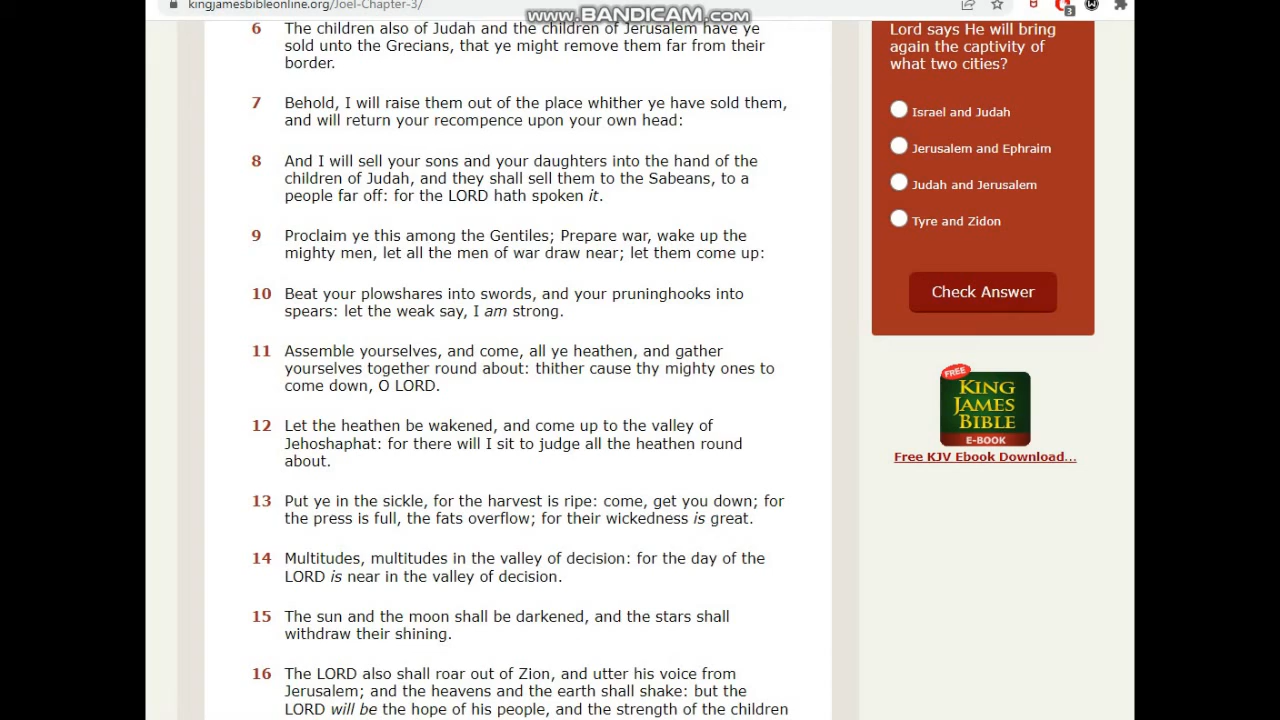 kingjamesbibleonline.org/Joel-Chapter-3/
www.BANDICAM.com
3
6 The children also of Judah and the children of Jerusalem have ye
sold unto the Grecians, that ye might remove them far from their
border.
7 Behold, I will raise them out of the place whither ye have sold them,
and will return your recompence upon your own head:
8 And I will sell your sons and your daughters into the hand of the
children of Judah, and they shall sell them to the Sabeans, to a
people far off: for the LORD hath spoken it.
9 Proclaim ye this among the Gentiles; Prepare war, wake up the
mighty men, let all the men of war draw near; let them come up:
10 Beat your plowshares into swords, and your pruninghooks into
spears: let the weak say, I am strong.
11 Assemble yourselves, and come, all ye heathen, and gather
yourselves together round about: thither cause thy mighty ones to
come down, O LORD.
12 Let the heathen be wakened, and come up to the valley of
Jehoshaphat: for there will I sit to judge all the heathen round
about.
13 Put ye in the sickle, for the harvest is ripe: come, get you down; for
the press is full, the fats overflow; for their wickedness is great.
14 Multitudes, multitudes in the valley of decision: for the day of the
LORD is near in the valley of decision.
15 The sun and the moon shall be darkened, and the stars shall
withdraw their shining.
16 The LORD also shall roar out of Zion, and utter his voice from
Jerusalem; and the heavens and the earth shall shake: but the
LORD will be the hope of his people, and the strength of the children
Lord says He will bring
again the captivity of
what two cities?
Israel and Judah
Jerusalem and Ephraim
Judah and Jerusalem
Tyre and Zidon
Check Answer
FREE
KING
JAMES
BIBLE
E-BOOK
Free KJV Ebook Download...